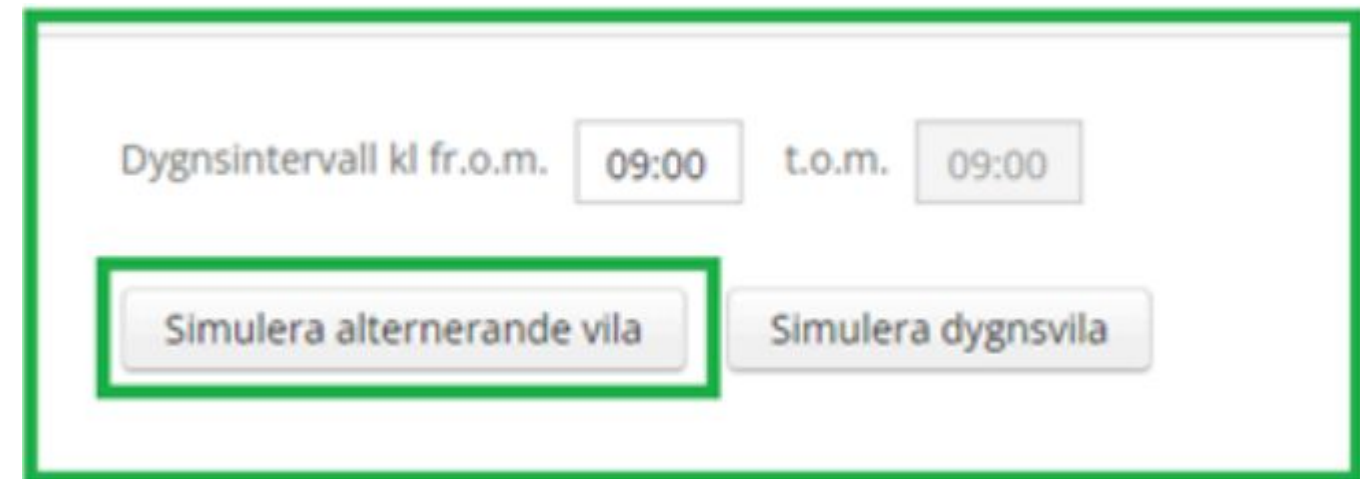 Dygnsintervall kl fr.o.m. 09:00 t.o.m. 09:00
Simulera alternerande vila Simulera dygnsvila